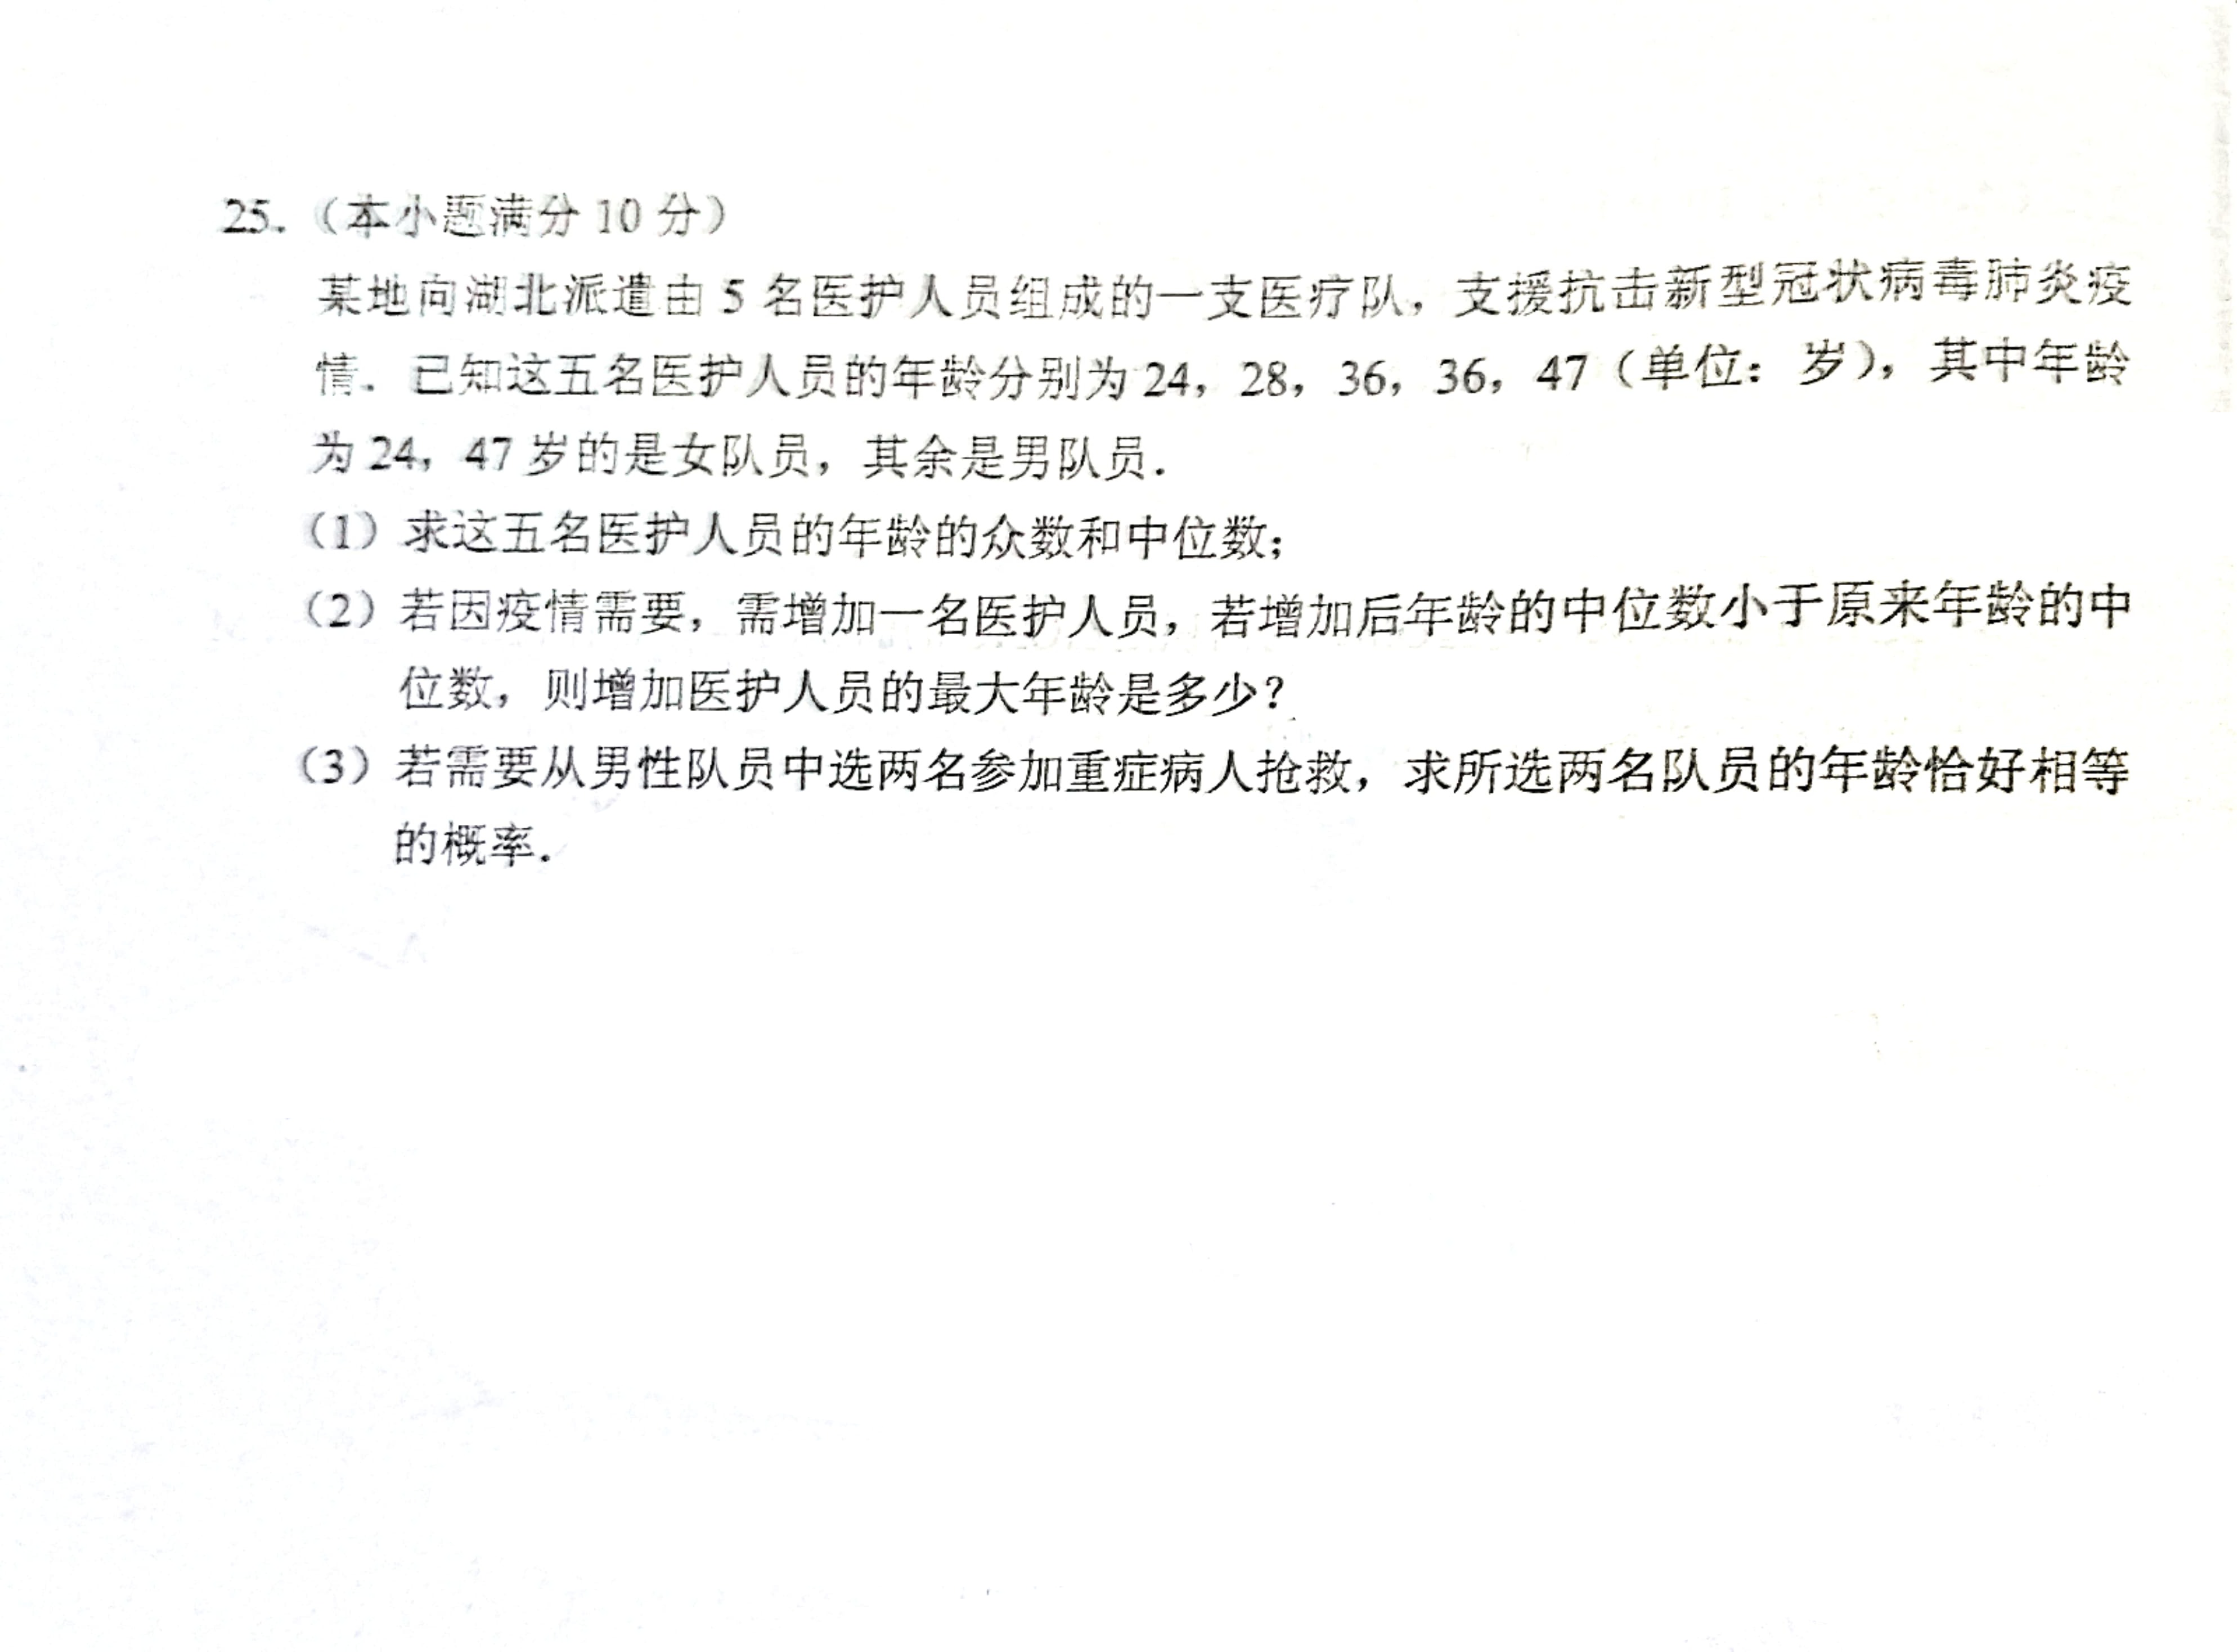 25.（本小题满分 10 分）
某地向湖北派遣由 5 名医护人员组成的一支医疗队，支援抗击新型冠状病毒肺炎疫
情. 已知这五名医护人员的年龄分别为 24，28，36，36，47（单位：岁），其中年龄
为 24，47 岁的是女队员，其余是男队员.
（1）求这五名医护人员的年龄的众数和中位数；
（2）若因疫情需要，需增加一名医护人员，若增加后年龄的中位数小于原来年龄的中
位数，则增加医护人员的最大年龄是多少？
（3）若需要从男性队员中选两名参加重症病人抢救，求所选两名队员的年龄恰好相等
的概率.